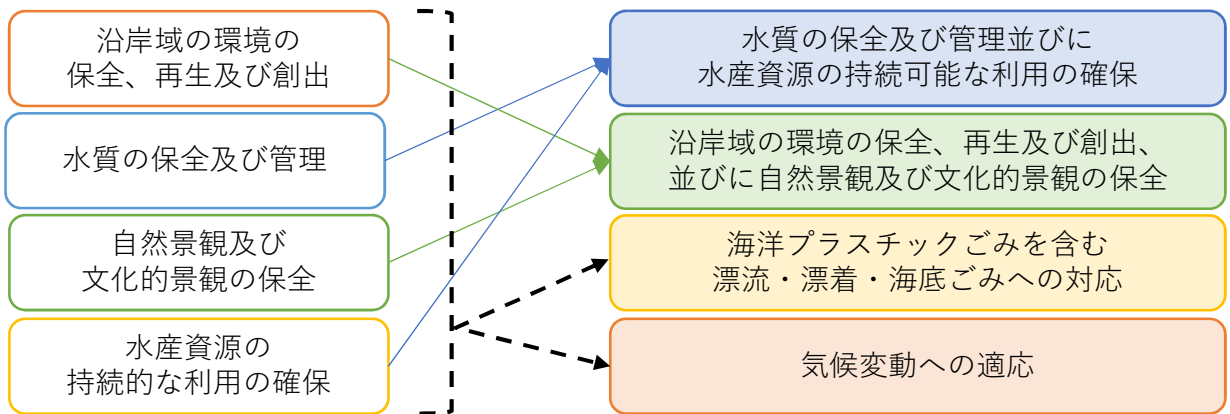 沿岸域の環境の
保全、再生及び創出
水質の保全及び管理
自然景観及び
文化的景観の保全
水産資源の
持続的な利用の確保
水質の保全及び管理並びに
水産資源の持続可能な利用の確保
沿岸域の環境の保全、再生及び創出、
並びに自然景観及び文化的景観の保全
海洋プラスチックごみを含む
漂流・漂着・海底ごみへの対応
気候変動への適応